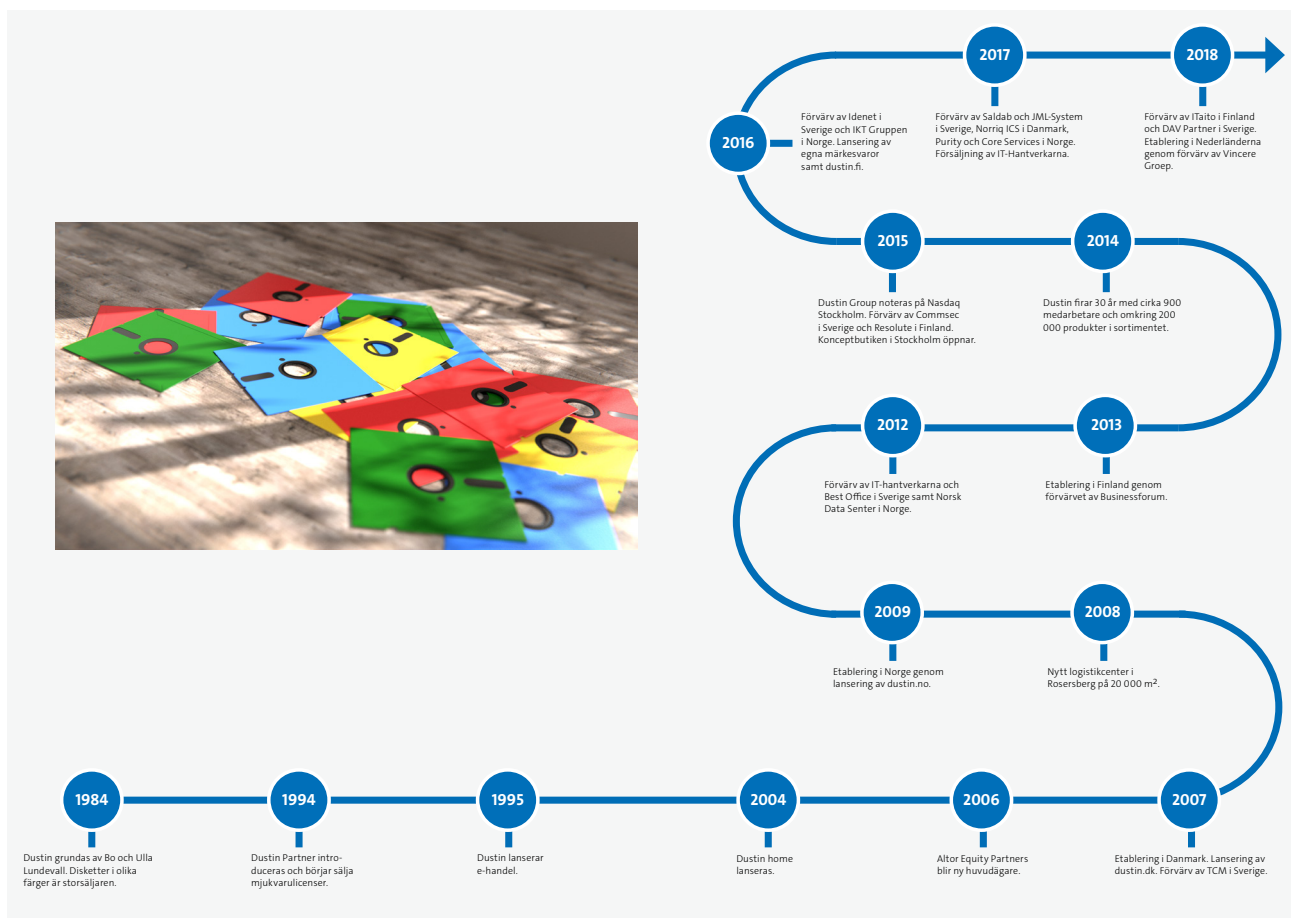 2017
2018
Förvärv av Idenet i
Sverige och IKT Gruppen
i Norge. Lansering av
egna märkesvaror
samt dustin.fi.
Förvärv av Saldab och JML-System
i Sverige, Norriq ICS i Danmark,
Purity och Core Services i Norge.
Försäljning av IT-Hantverkarna.
Förvärv av ITaito i Finland
och DAV Partner i Sverige.
Etablering i Nederländerna
genom förvärv av Vincere
Groep.
2016
2015
2014
Dustin Group noteras på Nasdaq
Stockholm. Förvärv av Commsec
i Sverige och Resolute i Finland.
Konceptbutiken i Stockholm öppnar.
Dustin firar 30 år med cirka 900
medarbetare och omkring 200
000 produkter i sortimentet.
2012
2013
Förvärv av IT-hantverkarna och
Best Office i Sverige samt Norsk
Data Senter i Norge.
Etablering i Finland genom
förvärvet av Businessforum.
2009
2008
Etablering i Norge genom
lansering av dustin.no.
Nytt logistikcenter i
Rosersberg på 20 000 m².
1984
1994
1995
2004
2006
2007
Dustin grundas av Bo och Ulla
Lundevall. Disketter i olika
färger är storsäljaren.
Dustin Partner intro-
duceras och börjar sälja
mjukvarulicenser.
Dustin lanserar
e-handel.
Dustin home
lanseras.
Altor Equity Partners
blir ny huvudägare.
Etablering i Danmark. Lansering av
dustin.dk. Förvärv av TCM i Sverige.